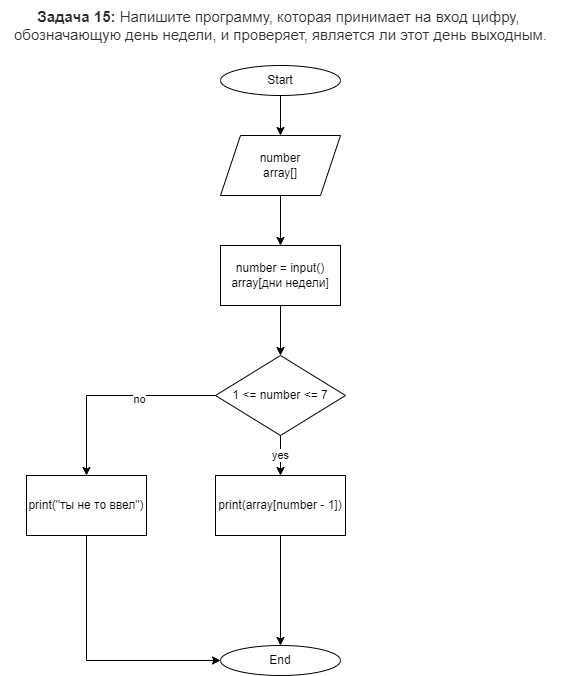 Задача 15: Напишите программу, которая принимает на вход цифру,
обозначающую день недели, и проверяет, является ли этот день выходным.
Start
number
array[]
number = input()
array[дни недели]
1 <= number <= 7
no
yes
print("ты не то ввел")
print(array[number - 1])
End